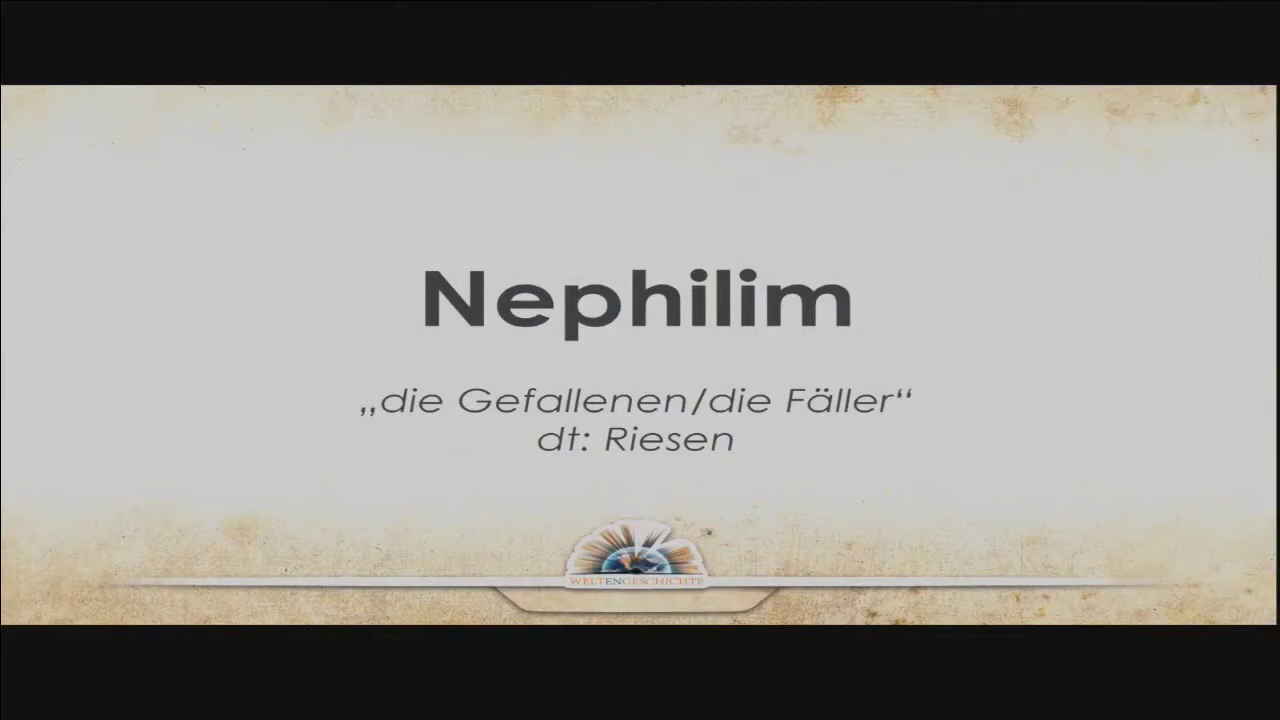 Nephilim
„die Gefallenen/die Fäller“
dt: Riesen
WELTENGESCHICHTE